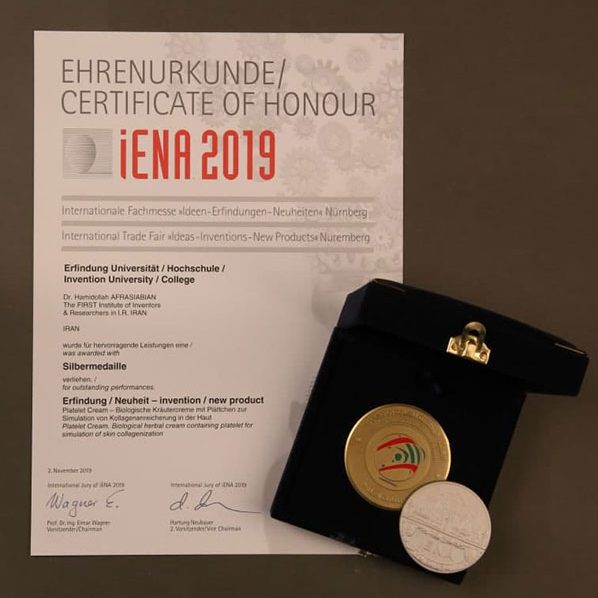 EHRENURKUNDE/
CERTIFICATE OF HONOUR
iENA 2019
Internationale Fachmesse »Ideen-Erfindungen-Neuheiten« Nürnberg
International Trade Fair »Ideas-Inventions-New Products« Nuremberg
Erfindung Universität / Hochschule /
Invention University / College
Dr. Hamidollah AFRASIABIAN
The FIRST Institute of Inventors
& Researchers in I.R. IRAN
IRAN
wurde für hervorragende Leistungen eine /
was awarded with
Silbermedaille
verliehen. /
for outstanding performances.
Erfindung / Neuheit – invention / new product
Platelet Cream – Biologische Kräutercreme mit Plättchen zur
Simulation von Kollagenanreicherung in der Haut
Platelet Cream. Biological herbal cream containing platelet for
simulation of skin collagenization
2. November 2019
International Jury of iENA 2019
International Jury of iENA 2019
Wagner E.
Prof. Dr. Ing. Elmar Wagner
Vorsitzender/Chairman
Hartung Neubauer
2. Vorsitzender/Vice Chairman